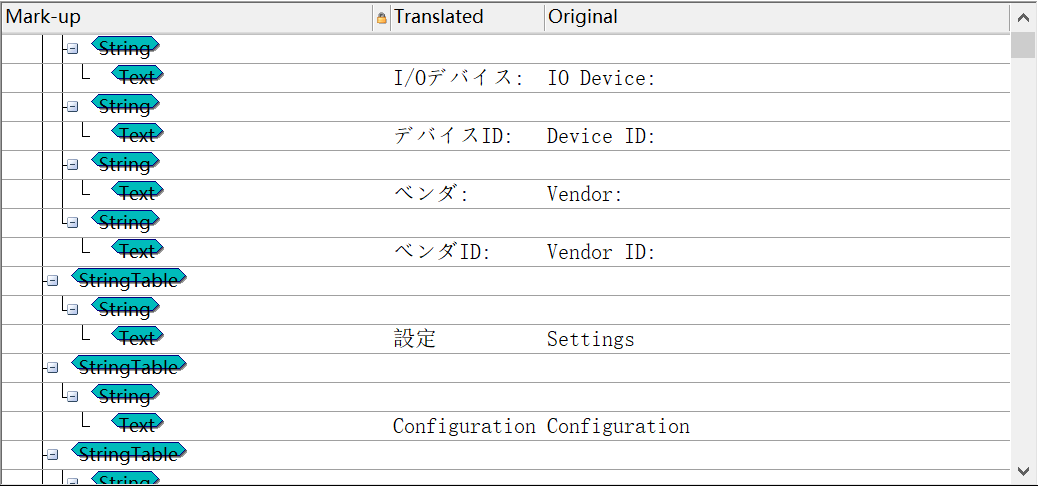 Mark-up Translated Original
String
Text I/Oデバイス: IO Device:
String
Text デバイスID: Device ID:
String
Text ベンダ: Vendor:
String
Text ベンダID: Vendor ID:
StringTable
String
Text 設定 Settings
StringTable
String
Text Configuration Configuration
StringTable
String